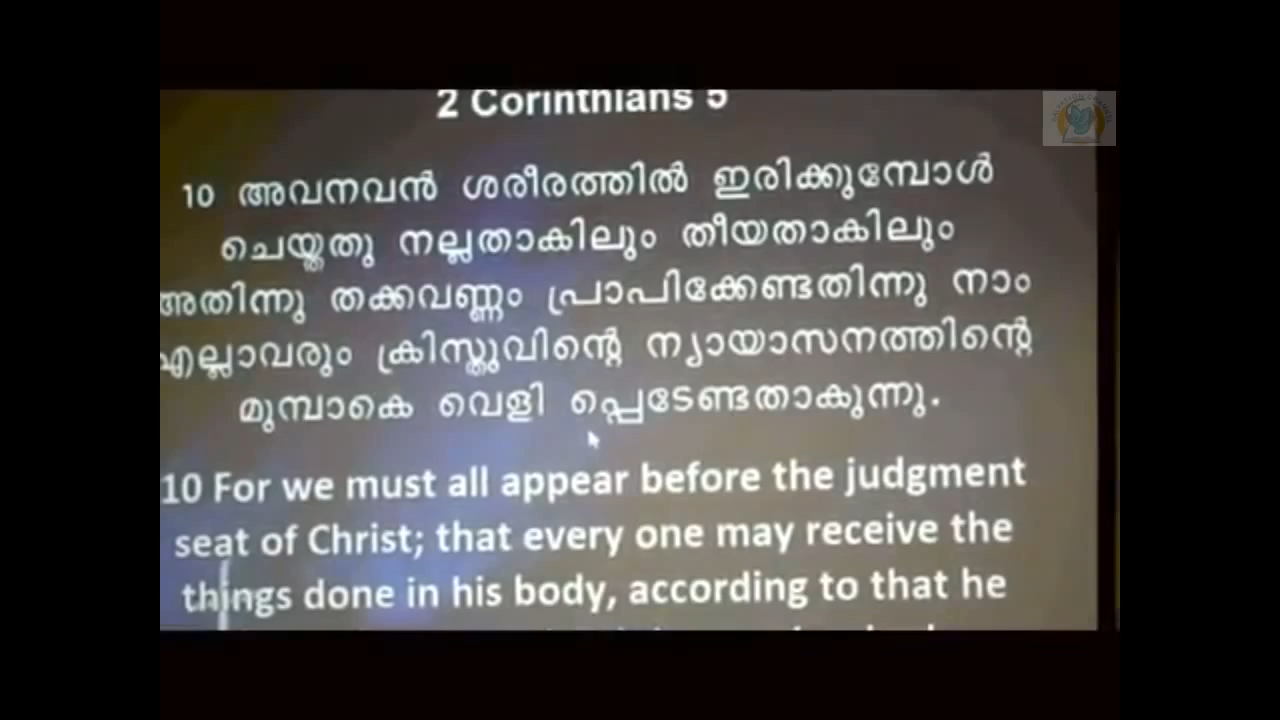 2 Corinthians 5
10 അവനവൻ ശരീരത്തിൽ ഇരിക്കുമ്പോൾ
ചെയ്തതു നല്ലതാകിലും തീയതാകിലും
അതിന്നു തക്കവണ്ണം പ്രാപിക്കേണ്ടതിന്നു നാം
എല്ലാവരും ക്രിസ്തുവിന്റെ ന്യായാസനത്തിന്റെ
മുമ്പാകെ വെളി പ്പെടേണ്ടതാകുന്നു.
10 For we must all appear before the judgment
seat of Christ; that every one may receive the
things done in his body, according to that he